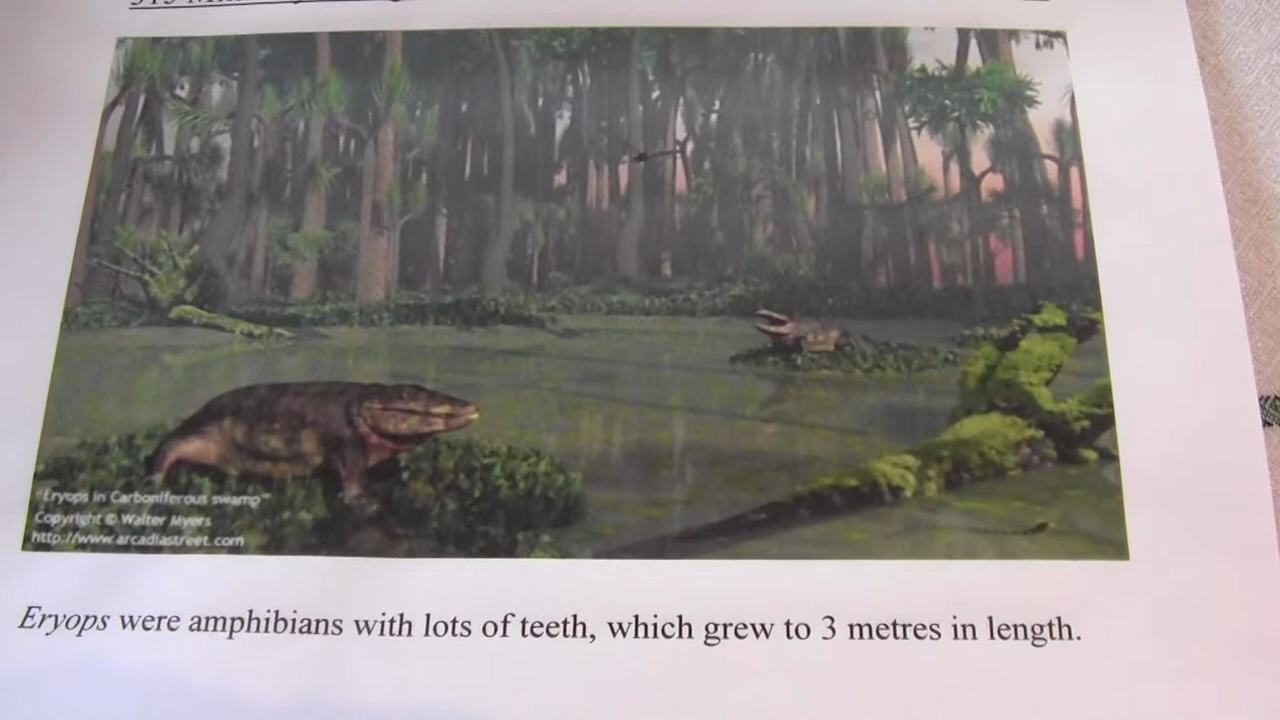 "Eryops in Carboniferous swamp"
Copyright © Walter Myers
http://www.arcadiastreet.com
Eryops were amphibians with lots of teeth, which grew to 3 metres in length.